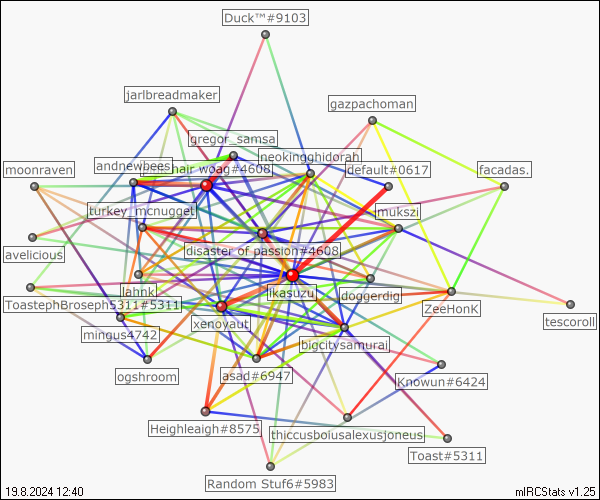 Duck™#9103
jarlbreadmaker
gazpachoman
gregor_samsa
neokingghidorah
andnewbees
hair woag#4608
default#0617
facadas.
moonraven
turkey_mcnugget
jmukszi
avelicious
disaster of passion#4608
jahnk
ikasuzu
doggerdig
ToastephBroseph5311#5311
ZeeHonK
tescoroll
xenoyaut
mingus4742
bigcitysamurai
ogshroom
asad#6947
Knowun#6424
Heighleaigh#8575
thiccusboiusalexusjoneus
Toast#5311
Random Stuf6#5983
19.8.2024 12:40
mIRCStats v1.25